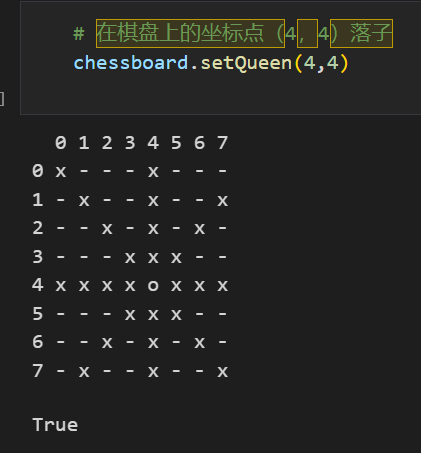 # 在棋盘上的坐标点（4，4）落子
chessboard.setQueen(4,4)
]
  0 1 2 3 4 5 6 7
0 x - - - x - - -
1 - x - - x - - x
2 - - x - x - x -
3 - - - x x x - -
4 x x x x o x x x
5 - - - x x x - -
6 - - x - x - x -
7 - x - - x - - x
True